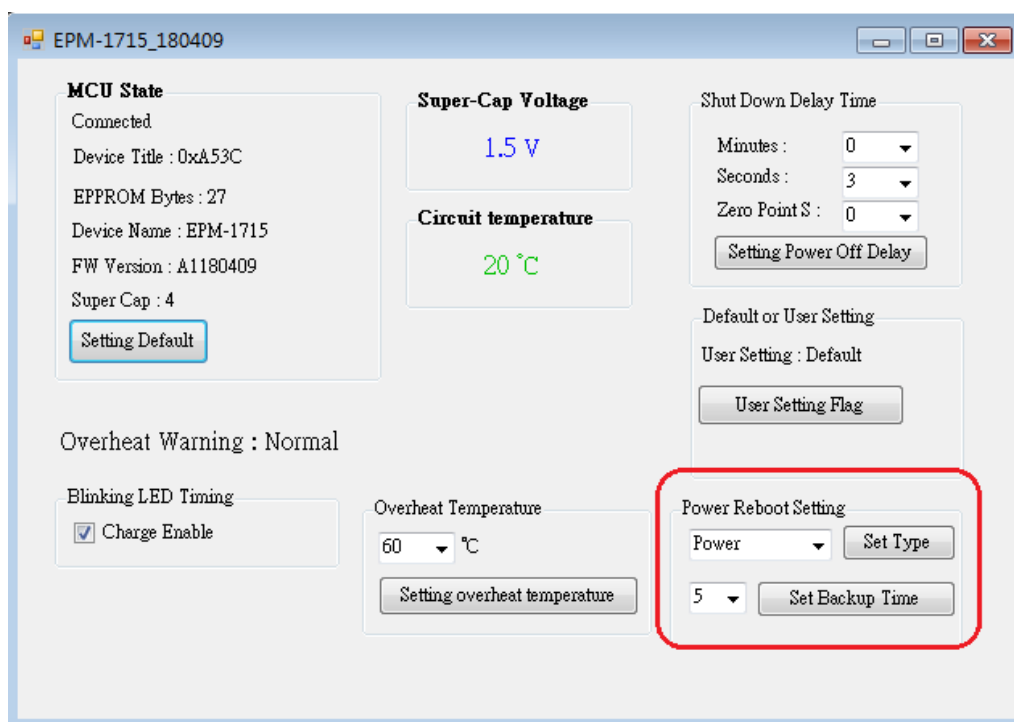 EPM-1715_180409
MCU State
Connected
Device Title : 0xA53C
EPPROM Bytes : 27
Device Name : EPM-1715
FW Version : A1180409
Super Cap : 4
Setting Default
Super-Cap Voltage
1.5 V
Circuit temperature
20 °C
Shut Down Delay Time
Minutes : 0
Seconds : 3
Zero Point S : 0
Setting Power Off Delay
Default or User Setting
User Setting : Default
User Setting Flag
Overheat Warning : Normal
Blinking LED Timing
Charge Enable
Overheat Temperature
60 °C
Setting overheat temperature
Power Reboot Setting
Power Set Type
5 Set Backup Time